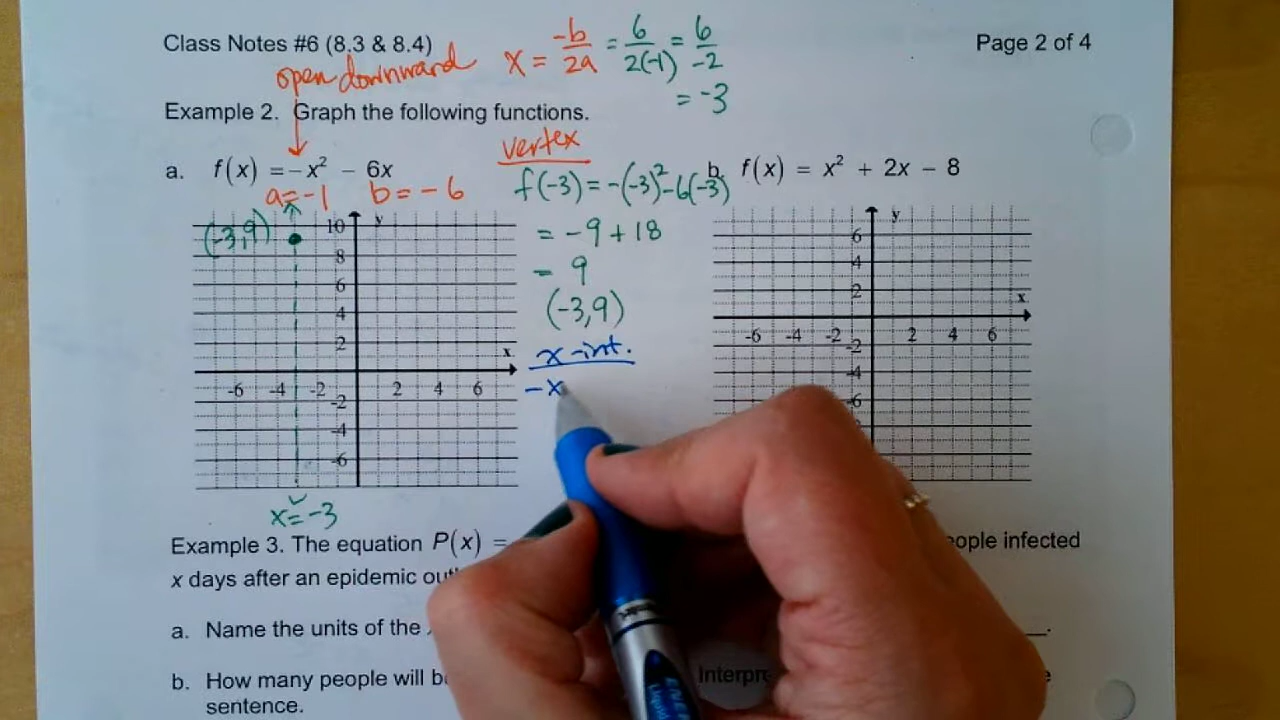 Class Notes #6 (8.3 & 8.4)
Page 2 of 4
open downward
x = -b/2a = 6/2(-1) = 6/-2
= -3
Example 2. Graph the following functions.
vertex
a. f(x) = -x² - 6x
a=-1 b=-6
f(-3) = -(-3)² - 6(-3)
= -9 + 18
= 9
(-3,9)
x-int.
-x
(-3,9)
10 y
8
6
4
2
x
-6 -4 -2 2 4 6
-2
-4
-6
x=-3
b. f(x) = x² + 2x - 8
y
6
4
2
x
-6 -4 -2 2 4 6
-2
-4
-6
Example 3. The equation P(x) =
infected
x days after an epidemic
a. Name the units of the
b. How many people will
sentence.